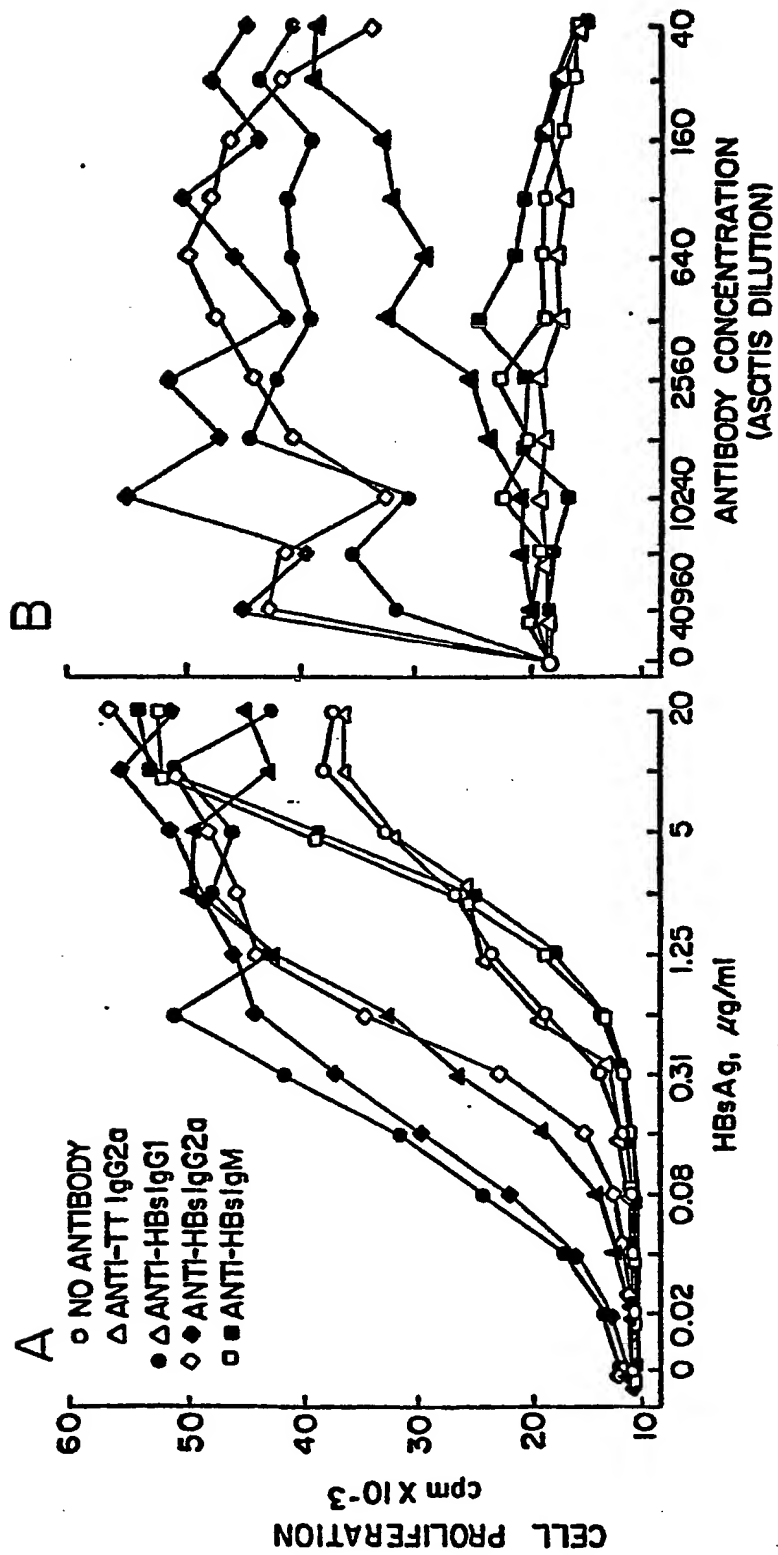 A
○ NO ANTIBODY
△ ANTI-TT IgG2a
● ▲ ANTI-HBsIgG1
◇ ◆ ANTI-HBsIgG2a
□ ■ ANTI-HBsIgM
CELL PROLIFERATION
cpm X 10-3
60
50
40
30
20
10
0 0.02 0.08 0.31 1.25 5 20
HBsAg, μg/ml
B
0 40960 10240 2560 640 160 40
ANTIBODY CONCENTRATION
(ASCITIS DILUTION)